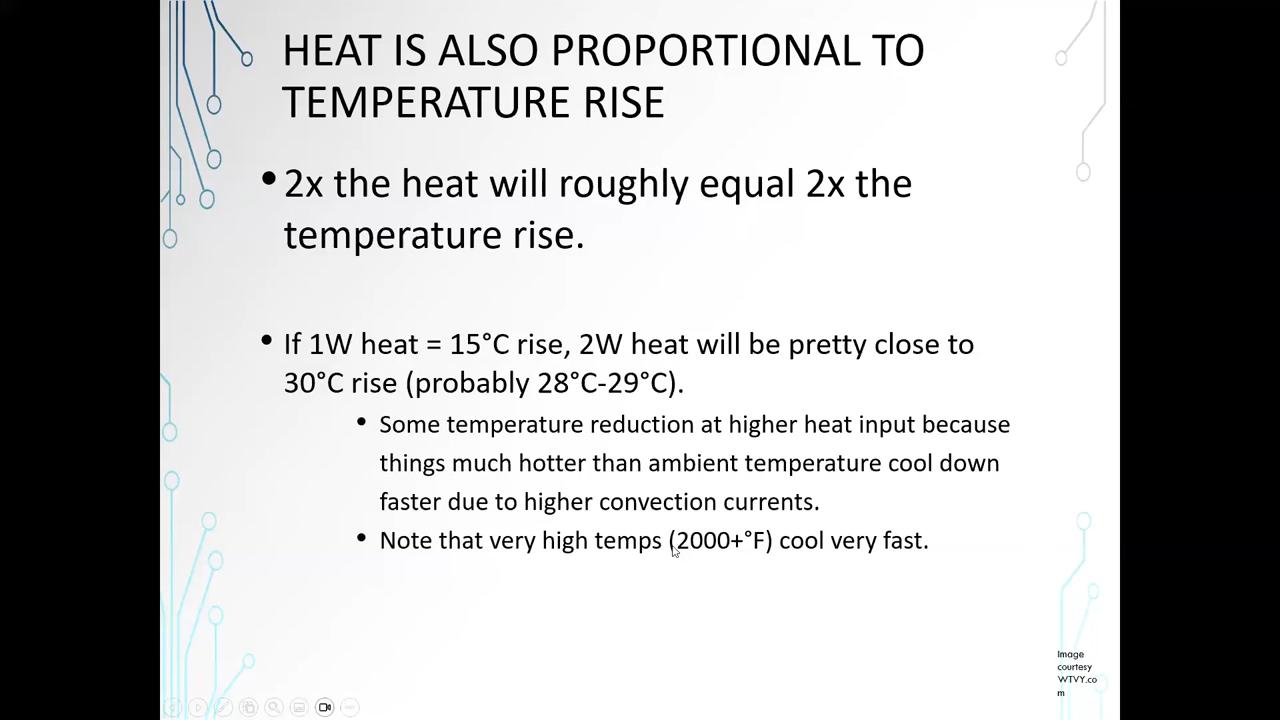 HEAT IS ALSO PROPORTIONAL TO
TEMPERATURE RISE
• 2x the heat will roughly equal 2x the
temperature rise.
• If 1W heat = 15°C rise, 2W heat will be pretty close to
30°C rise (probably 28°C-29°C).
• Some temperature reduction at higher heat input because
things much hotter than ambient temperature cool down
faster due to higher convection currents.
• Note that very high temps (2000+°F) cool very fast.
Image
courtesy
WTVY.co
m